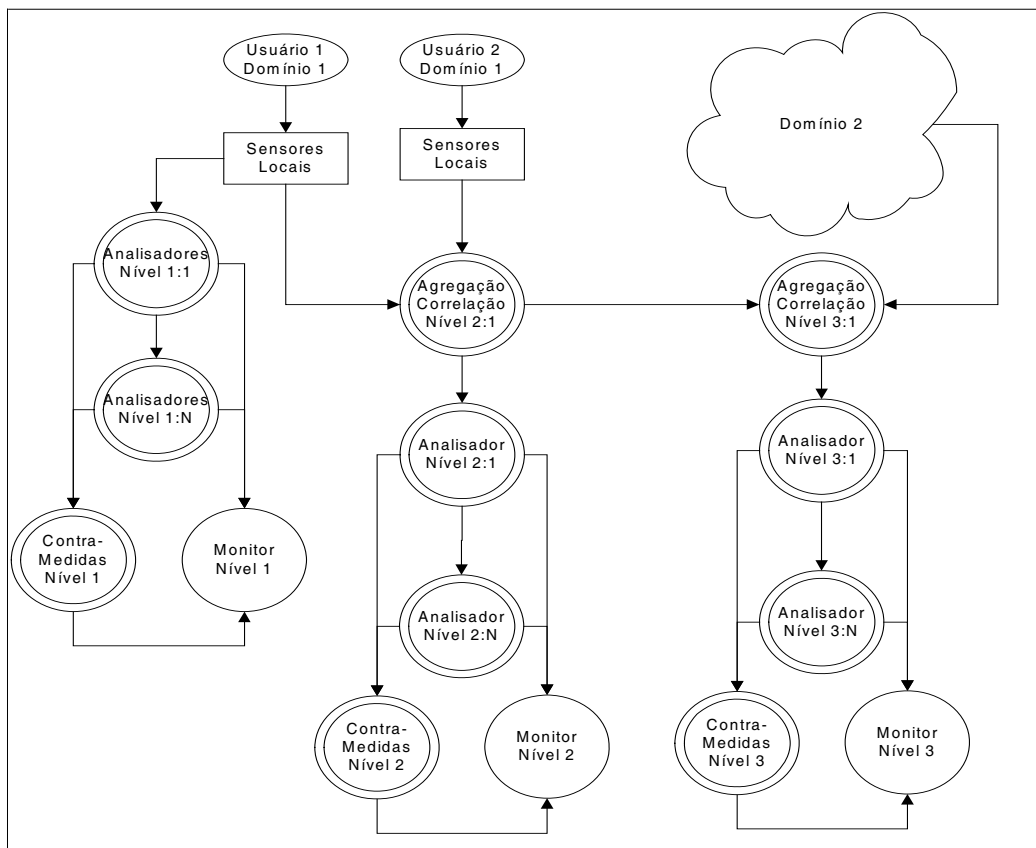 Usuário 1
Domínio 1
Usuário 2
Domínio 1
Domínio 2
Sensores
Locais
Sensores
Locais
Analisadores
Nível 1:1
Agregação
Correlação
Nível 2:1
Agregação
Correlação
Nível 3:1
Analisadores
Nível 1:N
Analisador
Nível 2:1
Analisador
Nível 3:1
Contra-
Medidas
Nível 1
Monitor
Nível 1
Analisador
Nível 2:N
Analisador
Nível 3:N
Contra-
Medidas
Nível 2
Monitor
Nível 2
Contra-
Medidas
Nível 3
Monitor
Nível 3